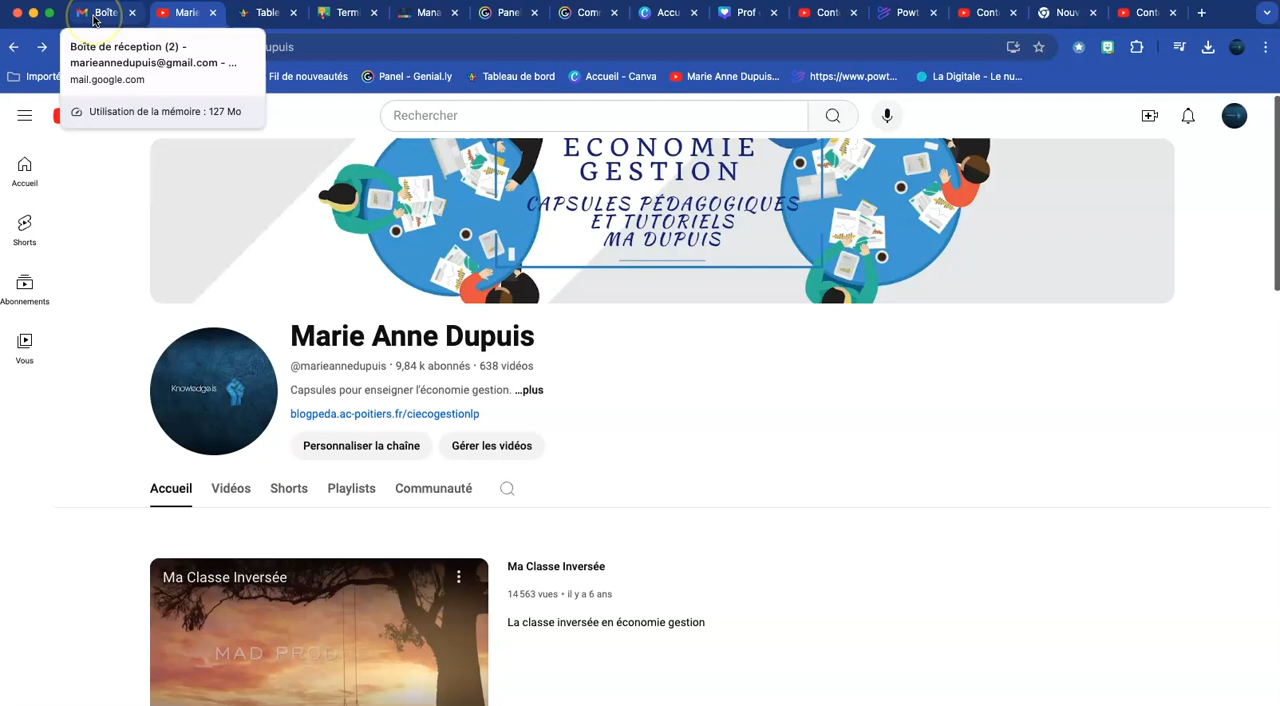 Boîte
Marie
Table
Termi
Mana
Panel
Comr
Accu
Prof -
Cont
Powt
Cont
Nouv
Cont
Boîte de réception (2) -
marieannedupuis@gmail.com - ...
mail.google.com
Utilisation de la mémoire : 127 Mo
upuis
Importé
Fil de nouveautés
Panel - Genial.ly
Tableau de bord
Accueil - Canva
Marie Anne Dupuis...
https://www.powt...
La Digitale - Le nu...
Rechercher
Accueil
Shorts
Abonnements
Vous
ECONOMIE
GESTION
CAPSULES PÉDAGOGIQUES
ET TUTORIELS
MA DUPUIS
Knowledge is
Marie Anne Dupuis
@marieannedupuis · 9,84 k abonnés · 638 vidéos
Capsules pour enseigner l'économie gestion. ...plus
blogpeda.ac-poitiers.fr/ciecogestionlp
Personnaliser la chaîne
Gérer les vidéos
Accueil
Vidéos
Shorts
Playlists
Communauté
Ma Classe Inversée
MAD PROD
Ma Classe Inversée
14 563 vues • il y a 6 ans
La classe inversée en économie gestion